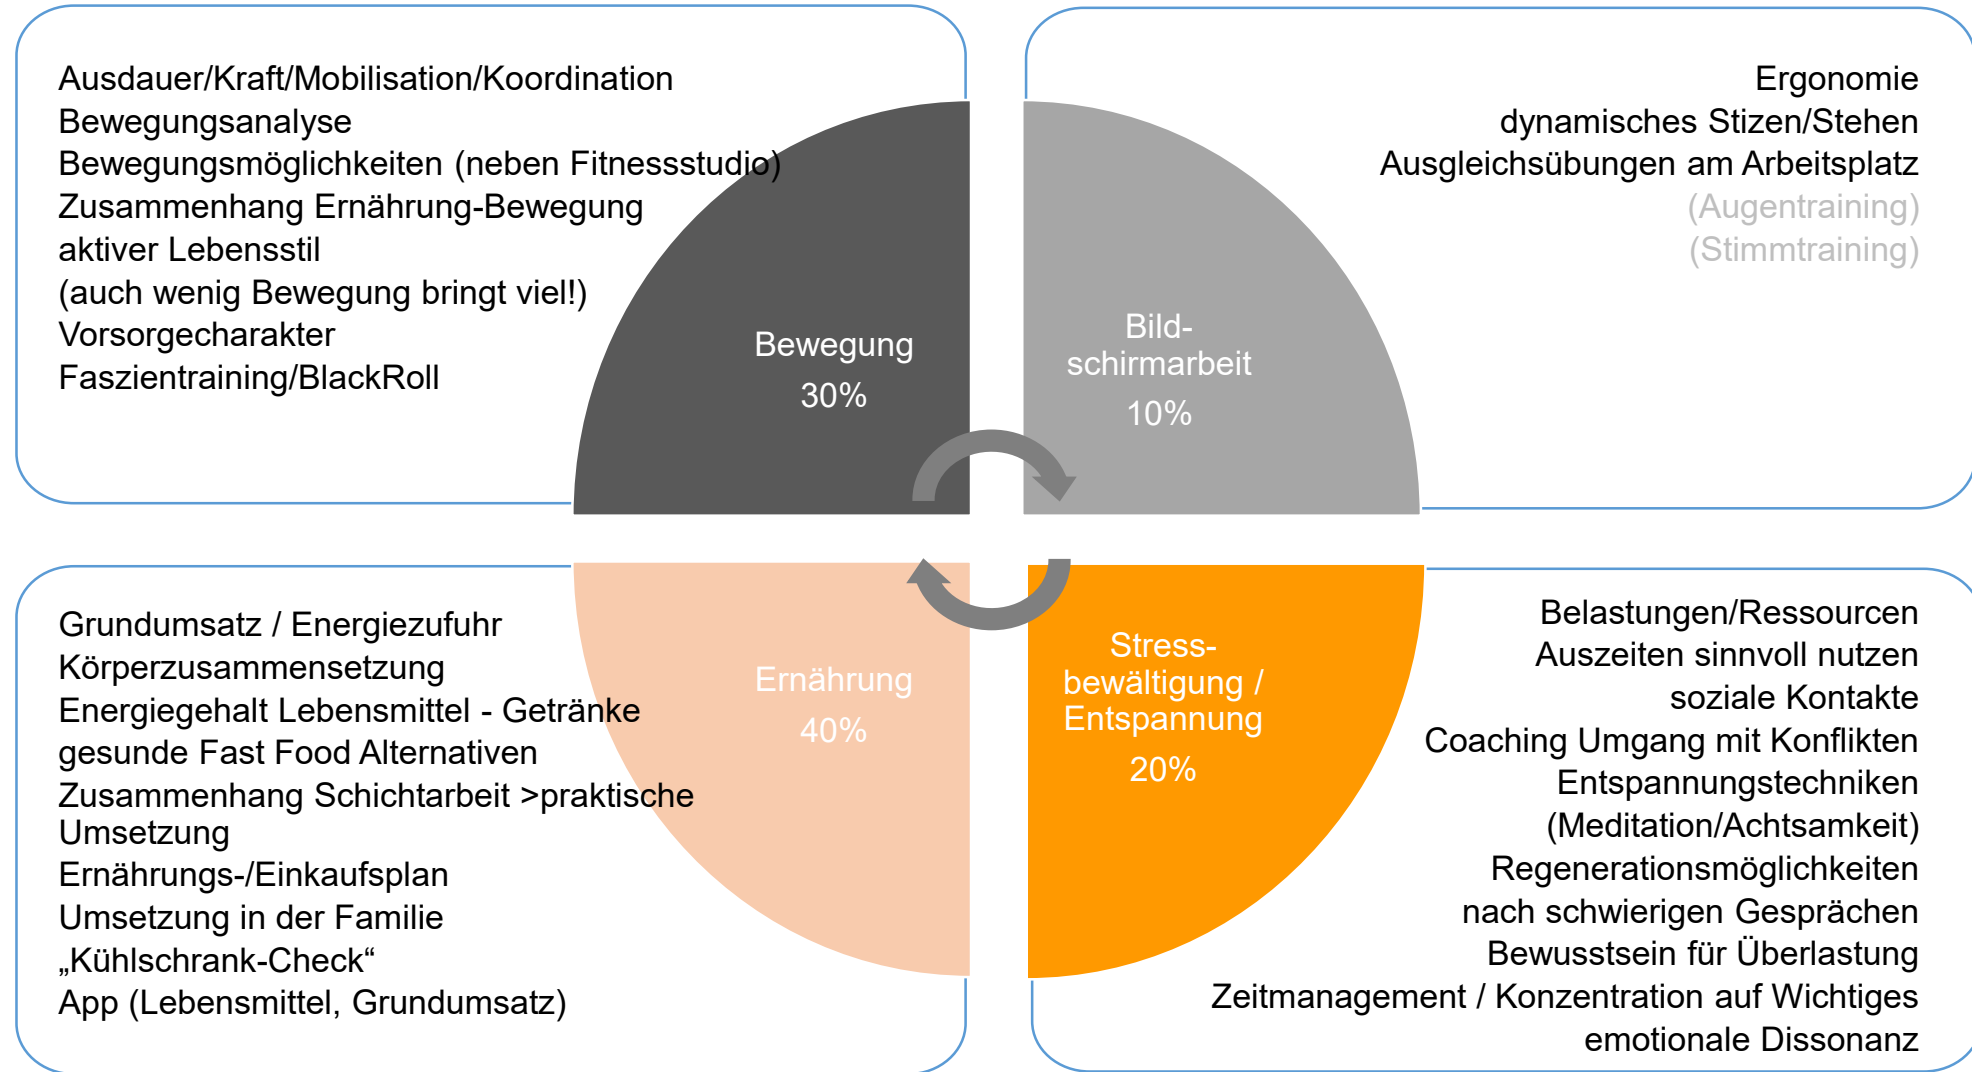 Ausdauer/Kraft/Mobilisation/Koordination
Bewegungsanalyse
Bewegungsmöglichkeiten (neben Fitnessstudio)
Zusammenhang Ernährung-Bewegung
aktiver Lebensstil
(auch wenig Bewegung bringt viel!)
Vorsorgecharakter
Faszientraining/BlackRoll
Bewegung
30%
Ergonomie
dynamisches Stizen/Stehen
Ausgleichsübungen am Arbeitsplatz
(Augentraining)
(Stimmtraining)
Bild-
schirmarbeit
10%
Grundumsatz / Energiezufuhr
Körperzusammensetzung
Energiegehalt Lebensmittel - Getränke
gesunde Fast Food Alternativen
Zusammenhang Schichtarbeit >praktische
Umsetzung
Ernährungs-/Einkaufsplan
Umsetzung in der Familie
„Kühlschrank-Check“
App (Lebensmittel, Grundumsatz)
Ernährung
40%
Stress-
bewältigung /
Entspannung
20%
Belastungen/Ressourcen
Auszeiten sinnvoll nutzen
soziale Kontakte
Coaching Umgang mit Konflikten
Entspannungstechniken
(Meditation/Achtsamkeit)
Regenerationsmöglichkeiten
nach schwierigen Gesprächen
Bewusstsein für Überlastung
Zeitmanagement / Konzentration auf Wichtiges
emotionale Dissonanz